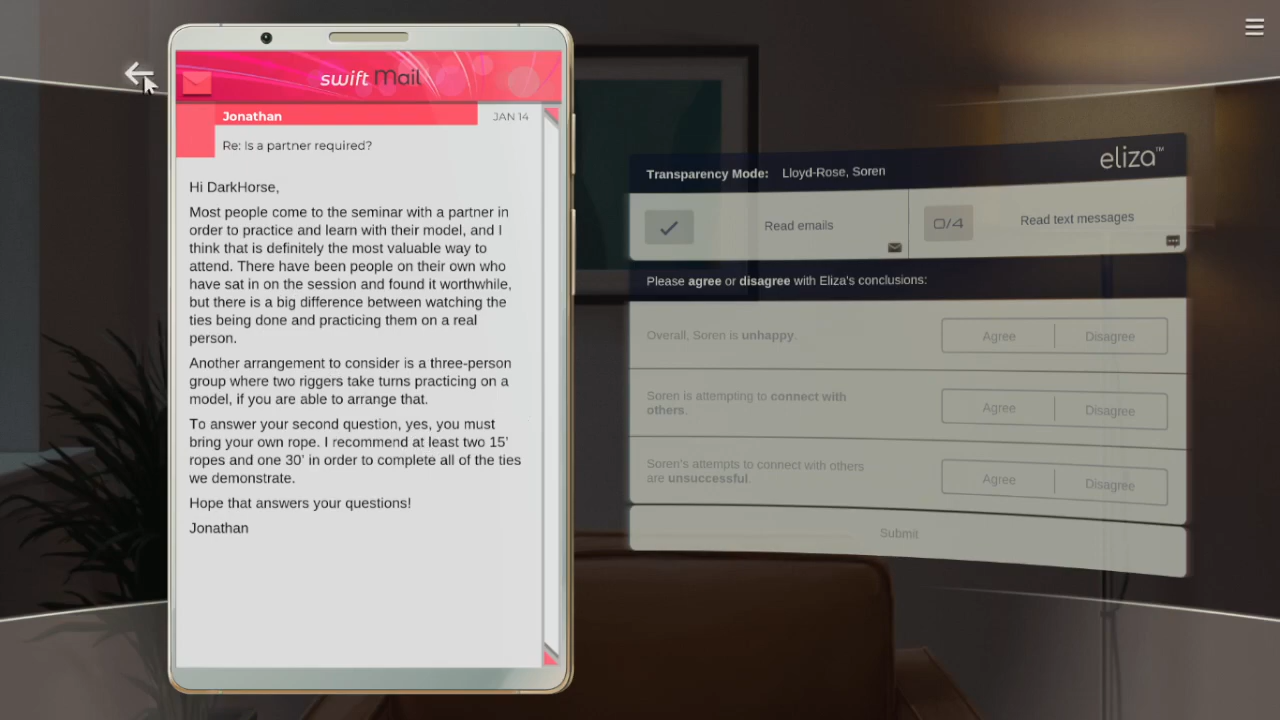 swift Mail
Jonathan
JAN 14
Re: Is a partner required?
Hi DarkHorse,
Most people come to the seminar with a partner in
order to practice and learn with their model, and I
think that is definitely the most valuable way to
attend. There have been people on their own who
have sat in on the session and found it worthwhile,
but there is a big difference between watching the
ties being done and practicing them on a real
person.
Another arrangement to consider is a three-person
group where two riggers take turns practicing on a
model, if you are able to arrange that.
To answer your second question, yes, you must
bring your own rope. I recommend at least two 15'
ropes and one 30' in order to complete all of the ties
we demonstrate.
Hope that answers your questions!
Jonathan
eliza™
Transparency Mode: Lloyd-Rose, Soren
Read emails
0/4 Read text messages
Please agree or disagree with Eliza's conclusions:
Overall, Soren is unhappy.
Agree Disagree
Soren is attempting to connect with
others.
Agree Disagree
Soren's attempts to connect with others
are unsuccessful.
Agree Disagree
Submit